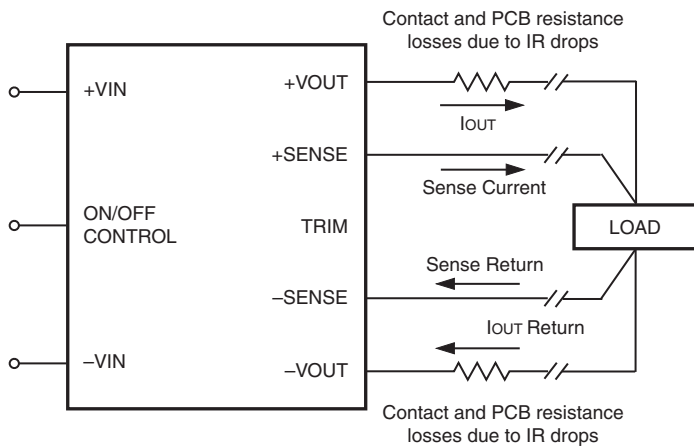 Contact and PCB resistance
losses due to IR drops
+VOUT
+VIN
IOUT
+SENSE
Sense Current
ON/OFF
CONTROL
TRIM
LOAD
Sense Return
–SENSE
IOUT Return
–VIN
–VOUT
Contact and PCB resistance
losses due to IR drops